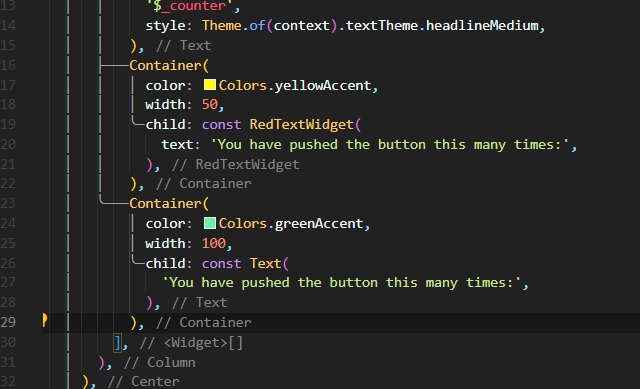 13 '$_counter',
14 style: Theme.of(context).textTheme.headlineMedium,
15 ), // Text
16 Container(
17 color: Colors.yellowAccent,
18 width: 50,
19 child: const RedTextWidget(
20 text: 'You have pushed the button this many times:',
21 ), // RedTextWidget
22 ), // Container
23 Container(
24 color: Colors.greenAccent,
25 width: 100,
26 child: const Text(
27 'You have pushed the button this many times:',
28 ), // Text
29 ), // Container
30 ], // <Widget>[]
31 ), // Column
32 ), // Center